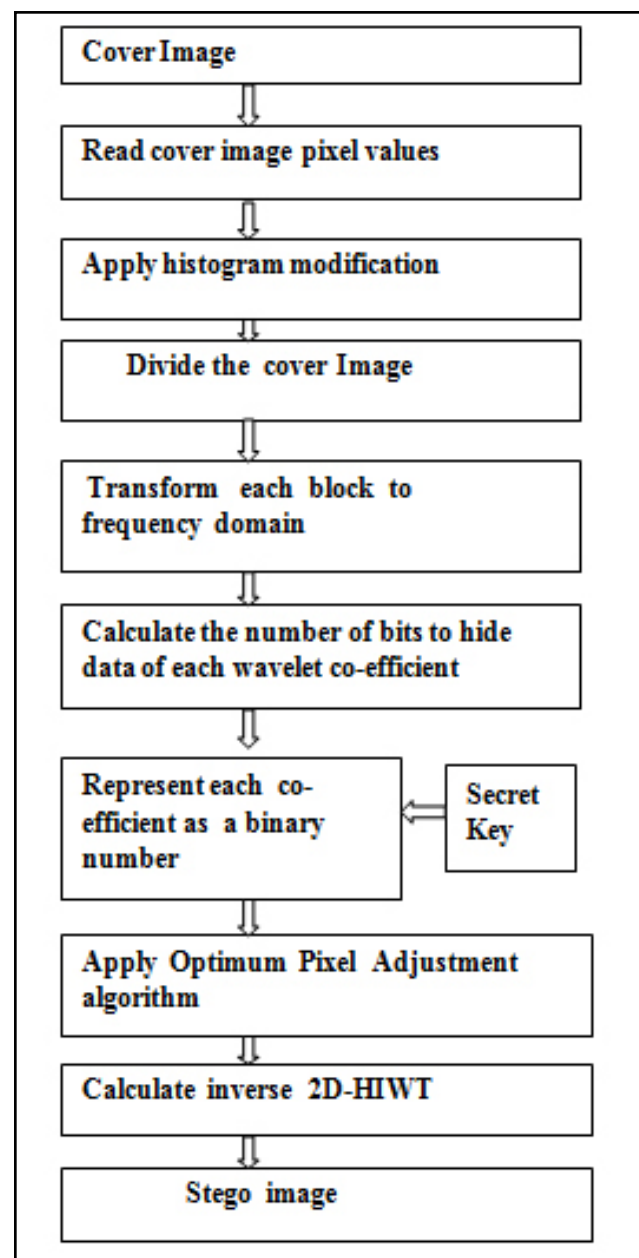 Cover Image
Read cover image pixel values
Apply histogram modification
Divide the cover Image
Transform each block to
frequency domain
Calculate the number of bits to hide
data of each wavelet co-efficient
Represent each co-
efficient as a binary
number
Secret
Key
Apply Optimum Pixel Adjustment
algorithm
Calculate inverse 2D-HIWT
Stego image